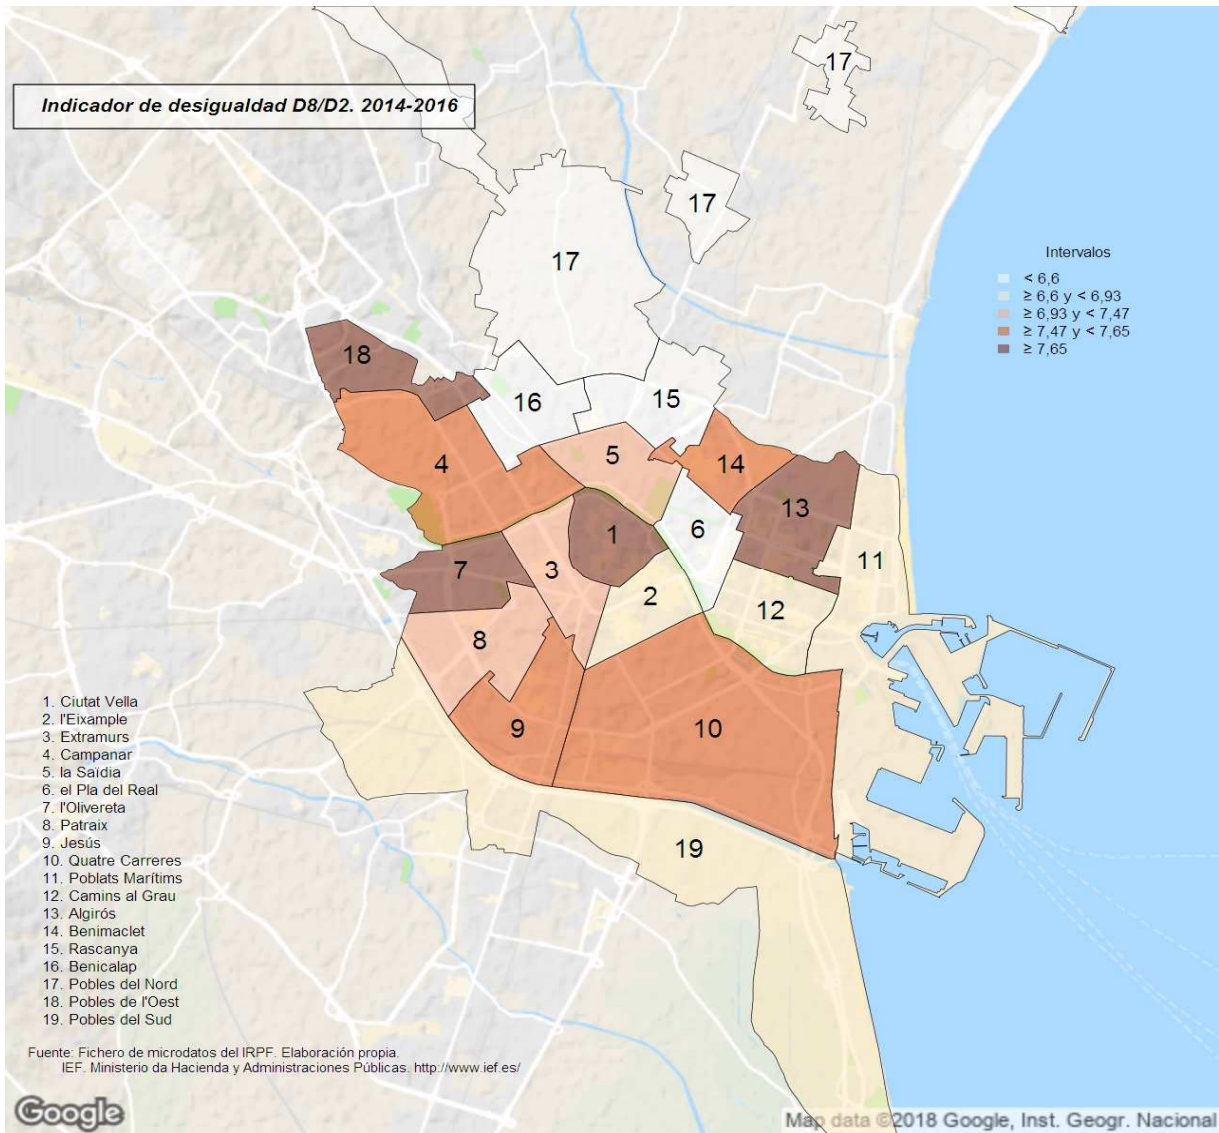 Indicador de desigualdad D8/D2. 2014-2016
17
17
17
Intervalos
< 6,6
≥ 6,6 y < 6,93
≥ 6,93 y < 7,47
≥ 7,47 y < 7,65
≥ 7,65
18
16
15
5
4
14
13
1
6
11
7
3
2
12
8
9
10
19
1. Ciutat Vella
2. l'Eixample
3. Extramurs
4. Campanar
5. la Saïdia
6. el Pla del Real
7. l'Olivereta
8. Patraix
9. Jesús
10. Quatre Carreres
11. Poblats Marítims
12. Camins al Grau
13. Algirós
14. Benimaclet
15. Rascanya
16. Benicalap
17. Pobles del Nord
18. Pobles de l'Oest
19. Pobles del Sud
Fuente: Fichero de microdatos del IRPF. Elaboración propia.
IEF. Ministerio da Hacienda y Administraciones Públicas. http://www.ief.es/
Google
Map data ©2018 Google, Inst. Geogr. Nacional